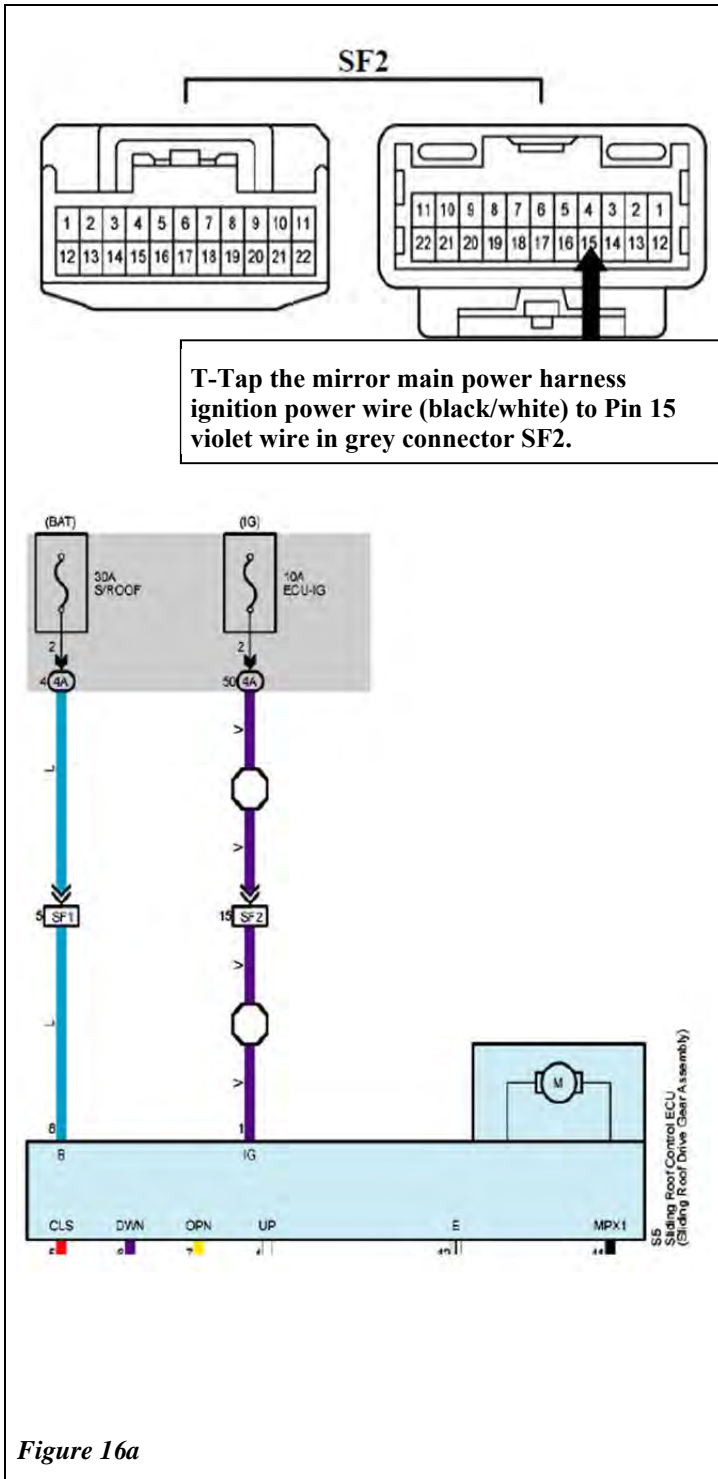 SF2
1 2 3 4 5 6 7 8 9 10 11
12 13 14 15 16 17 18 19 20 21 22
11 10 9 8 7 6 5 4 3 2 1
22 21 20 19 18 17 16 15 14 13 12
T-Tap the mirror main power harness
ignition power wire (black/white) to Pin 15
violet wire in grey connector SF2.
(BAT) (IG)
30A
S/ROOF
10A
ECU-IG
2 2
4 4A 50 4A
L V
V
5 SF1 15 SF2
V
L
V
8 1
B IG
M
CLS DWN OPN UP E MPX1
S5
Sliding Roof Control ECU
(Sliding Roof Drive Gear Assembly)
Figure 16a